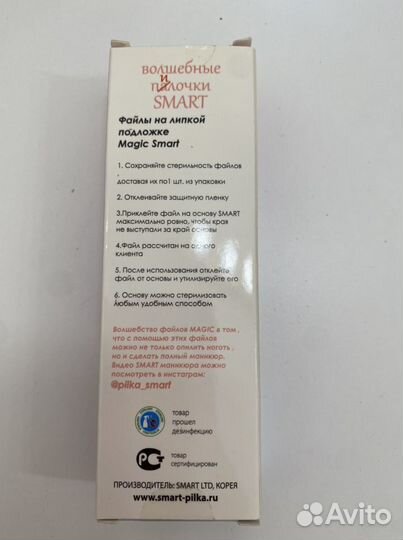 волшебные
и
палочки
SMART
Файлы на липкой
подложке
Magic Smart
1. Сохраняйте стерильность файлов
доставая их по1 шт. из упаковки
2. Отклеивайте защитную пленку
3.Приклейте файл на основу SMART
максимально ровно, чтобы края
не выступали за край основы
4.Файл рассчитан на одного
клиента
5. После использования отклейте
файл от основы и утилизируйте его
6. Основу можно стерилизовать
любым удобным способом
Волшебство файлов MAGIC в том ,
что с помощью этих файлов
можно не только опилить ноготь ,
но и сделать полный маникюр.
Видео SMART маникюра можно
посмотреть в инстаграм:
@pilka_smart
товар
прошел
дезинфекцию
товар
сертифицирован
ПРОИЗВОДИТЕЛЬ: SMART LTD, КОРЕЯ
www.smart-pilka.ru
Avito